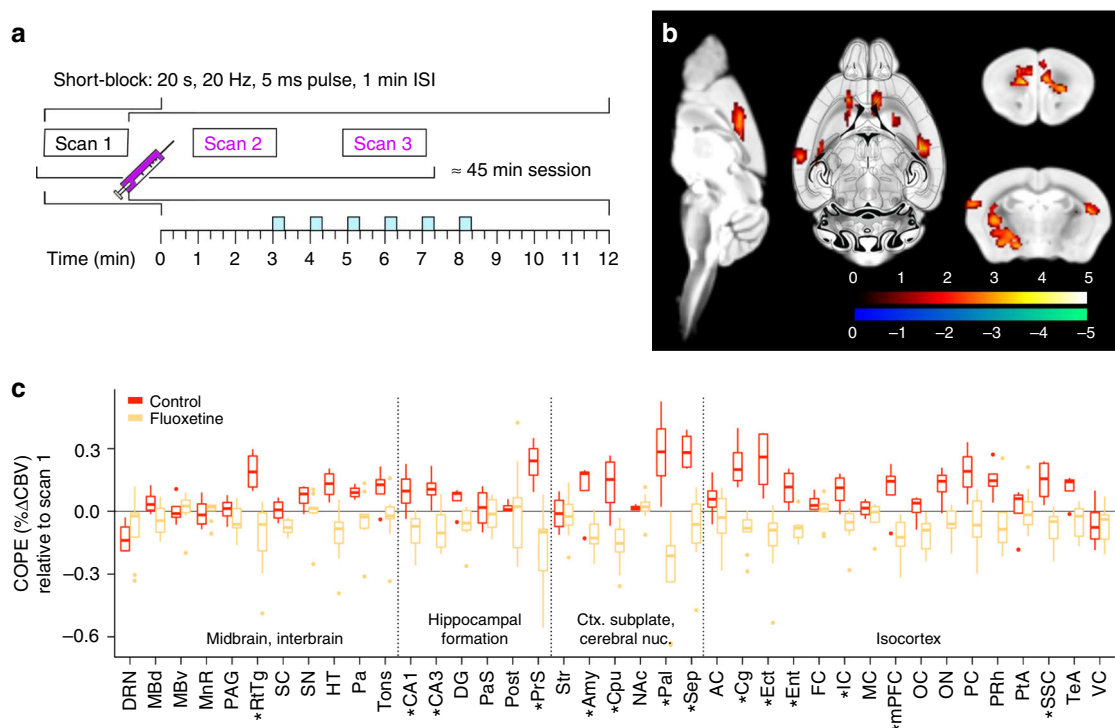 a
Short-block: 20 s, 20 Hz, 5 ms pulse, 1 min ISI
Scan 1
Scan 2
Scan 3
≈ 45 min session
Time (min)
0 1 2 3 4 5 6 7 8 9 10 11 12
b
0 1 2 3 4 5
0 −1 −2 −3 −4 −5
c
Control
Fluoxetine
COPE (%ΔΔCBV)
relative to scan 1
0.3
0.0
−0.3
−0.6
Midbrain, interbrain
Hippocampal
formation
Ctx. subplate,
cerebral nuc.
Isocortex
DRN
MBd
MBv
MnR
PAG
*RtTg
SC
SN
HT
Pa
Tons
*CA1
*CA3
DG
PaS
Post
*PrS
Str
*Amy
*Cpu
NAc
*Pal
*Sep
AC
*Cg
*Ect
*Ent
FC
*IC
MC
*mPFC
OC
ON
PC
PRh
PtA
*SSC
TeA
VC